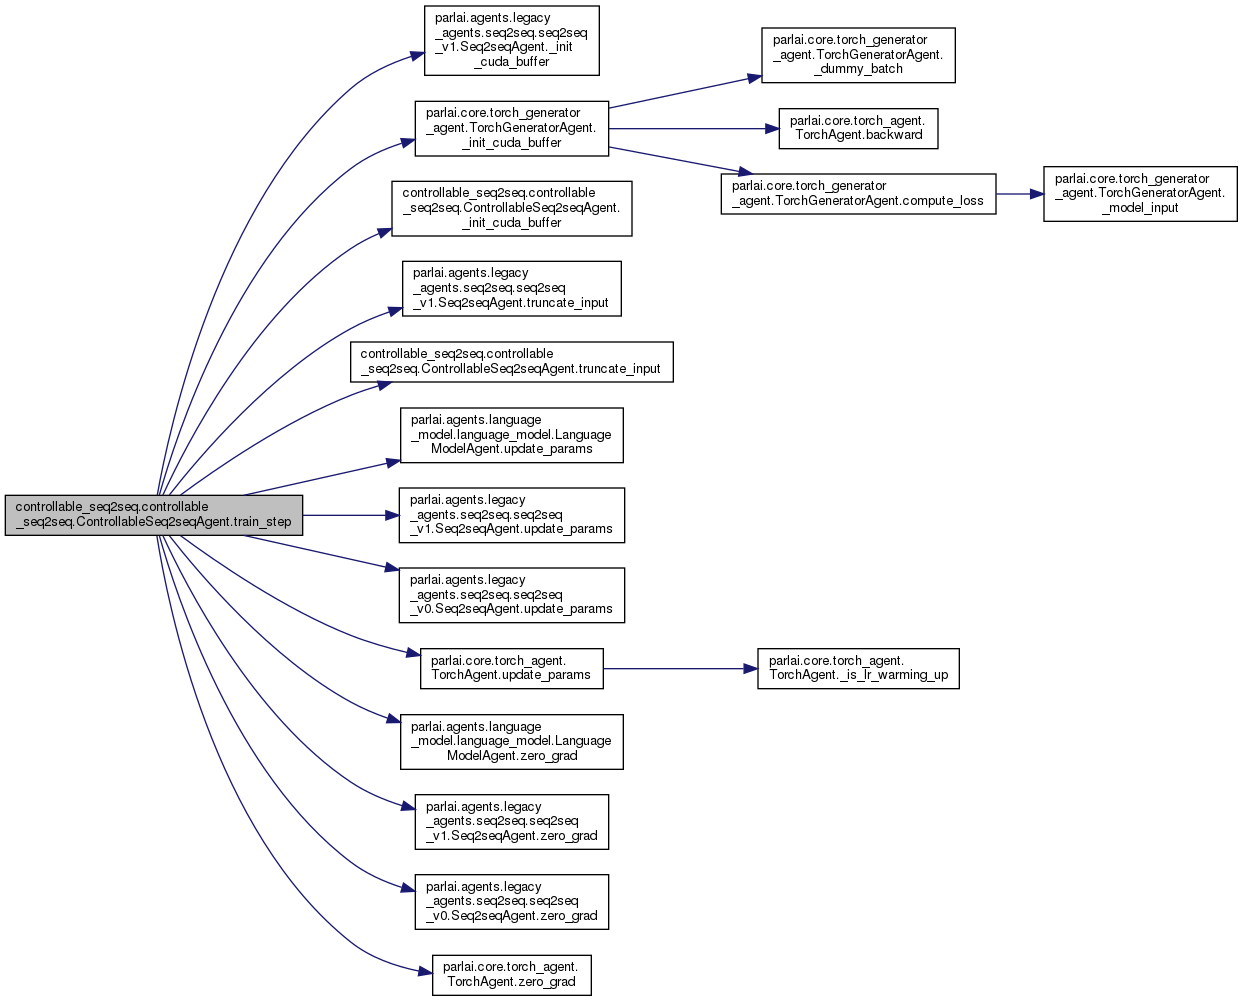 parlai.agents.legacy
_agents.seq2seq.seq2seq
_v1.Seq2seqAgent._init
_cuda_buffer
parlai.core.torch_generator
_agent.TorchGeneratorAgent.
_dummy_batch
parlai.core.torch_generator
_agent.TorchGeneratorAgent.
_init_cuda_buffer
parlai.core.torch_agent.
TorchAgent.backward
parlai.core.torch_generator
_agent.TorchGeneratorAgent.compute_loss
parlai.core.torch_generator
_agent.TorchGeneratorAgent.
_model_input
controllable_seq2seq.controllable
_seq2seq.ControllableSeq2seqAgent.
_init_cuda_buffer
parlai.agents.legacy
_agents.seq2seq.seq2seq
_v1.Seq2seqAgent.truncate_input
controllable_seq2seq.controllable
_seq2seq.ControllableSeq2seqAgent.truncate_input
parlai.agents.language
_model.language_model.Language
ModelAgent.update_params
controllable_seq2seq.controllable
_seq2seq.ControllableSeq2seqAgent.train_step
parlai.agents.legacy
_agents.seq2seq.seq2seq
_v1.Seq2seqAgent.update_params
parlai.agents.legacy
_agents.seq2seq.seq2seq
_v0.Seq2seqAgent.update_params
parlai.core.torch_agent.
TorchAgent.update_params
parlai.core.torch_agent.
TorchAgent._is_lr_warming_up
parlai.agents.language
_model.language_model.Language
ModelAgent.zero_grad
parlai.agents.legacy
_agents.seq2seq.seq2seq
_v1.Seq2seqAgent.zero_grad
parlai.agents.legacy
_agents.seq2seq.seq2seq
_v0.Seq2seqAgent.zero_grad
parlai.core.torch_agent.
TorchAgent.zero_grad